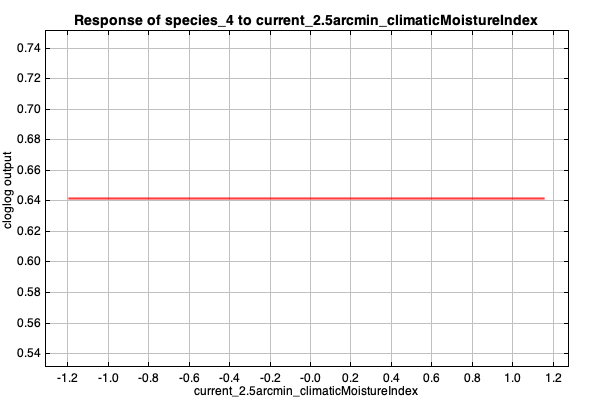 Response of species_4 to current_2.5arcmin_climaticMoistureIndex
0.74
0.72
0.70
0.68
0.66
0.64
0.62
0.60
0.58
0.56
0.54
cloglog output
-1.2 -1.0 -0.8 -0.6 -0.4 -0.2 -0.0 0.2 0.4 0.6 0.8 1.0 1.2
current_2.5arcmin_climaticMoistureIndex